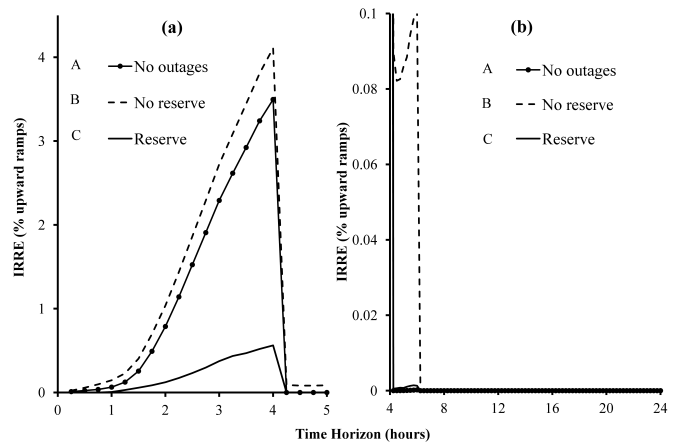 (a)
A No outages
B No reserve
C Reserve
IRRE (% upward ramps)
4
3
2
1
0
0 1 2 3 4 5
(b)
A No outages
B No reserve
C Reserve
IRRE (% upward ramps)
0.1
0.08
0.06
0.04
0.02
0
4 8 12 16 20 24
Time Horizon (hours)